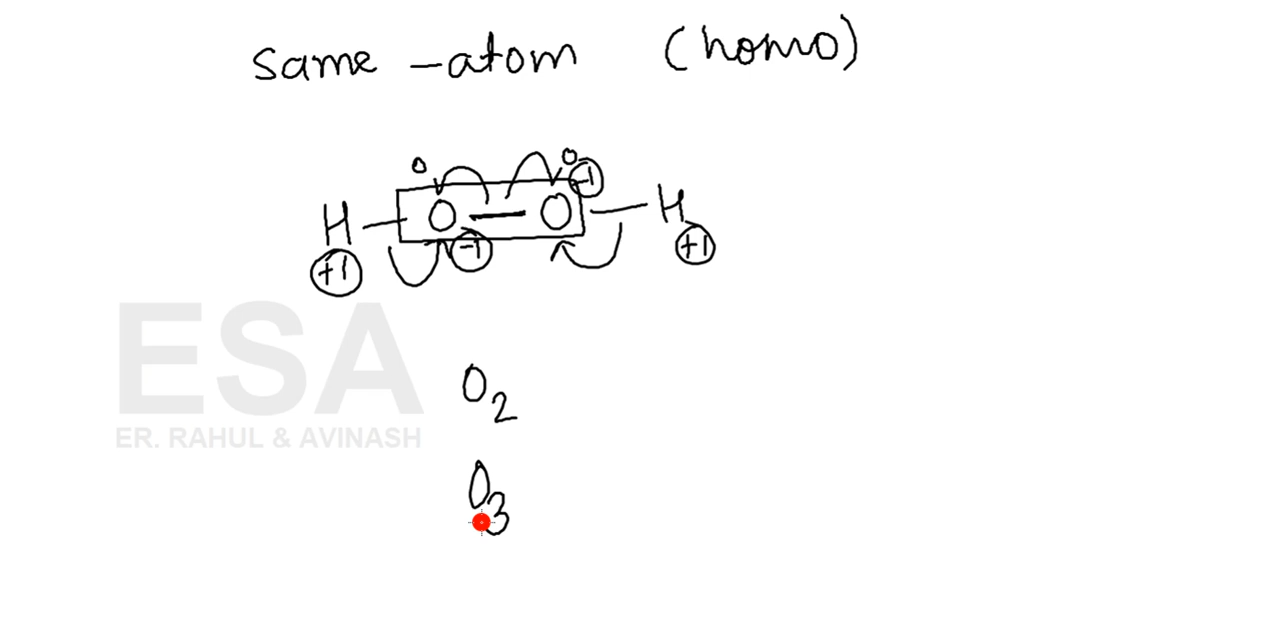 same -atom (homo)
0 0
-1
H - O - O - H
+1 -1 +1
ESA
ER. RAHUL & AVINASH
O2
O3